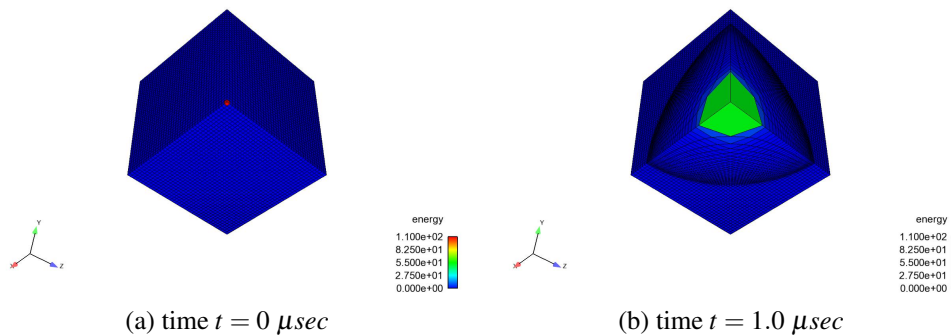 energy
1.100e+02
8.250e+01
5.500e+01
2.750e+01
0.000e+00
Y
X
Z
(a) time t = 0 μsec
energy
1.100e+02
8.250e+01
5.500e+01
2.750e+01
0.000e+00
Y
X
Z
(b) time t = 1.0 μsec